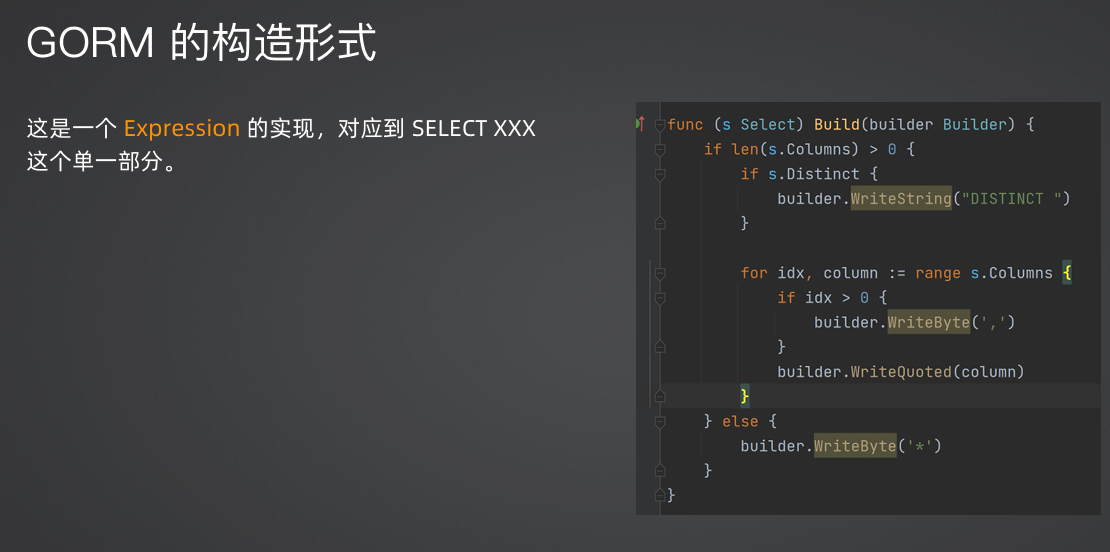 GORM 的构造形式
这是一个 Expression 的实现，对应到 SELECT XXX
这个单一部分。
func (s Select) Build(builder Builder) {
    if len(s.Columns) > 0 {
        if s.Distinct {
            builder.WriteString("DISTINCT ")
        }
        for idx, column := range s.Columns {
            if idx > 0 {
                builder.WriteByte(',')
            }
            builder.WriteQuoted(column)
        }
    } else {
        builder.WriteByte('*')
    }
}